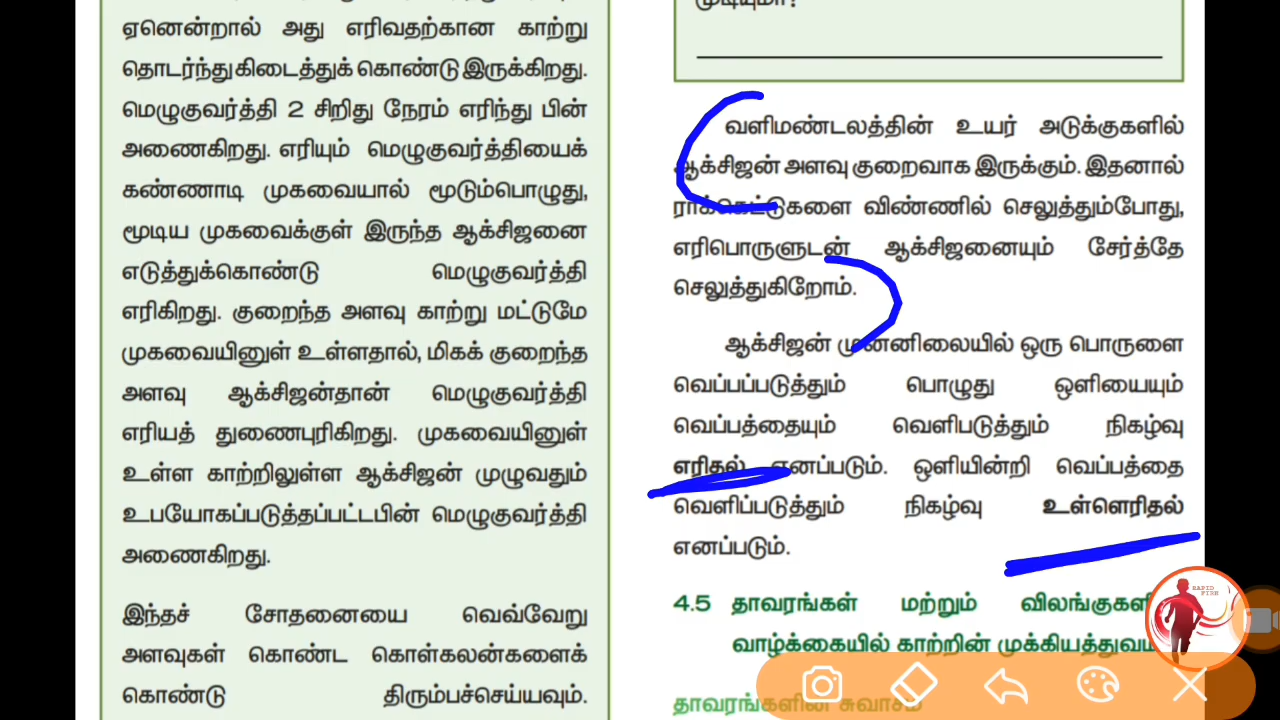 ஏனென்றால் அது எரிவதற்கான காற்று
தொடர்ந்து கிடைத்துக் கொண்டு இருக்கிறது.
மெழுகுவர்த்தி 2 சிறிது நேரம் எரிந்து பின்
அணைகிறது. எரியும் மெழுகுவர்த்தியைக்
கண்ணாடி முகவையால் மூடும்பொழுது,
மூடிய முகவைக்குள் இருந்த ஆக்சிஜனை
எடுத்துக்கொண்டு மெழுகுவர்த்தி
எரிகிறது. குறைந்த அளவு காற்று மட்டுமே
முகவையினுள் உள்ளதால், மிகக் குறைந்த
அளவு ஆக்சிஜன்தான் மெழுகுவர்த்தி
எரியத் துணைபுரிகிறது. முகவையினுள்
உள்ள காற்றிலுள்ள ஆக்சிஜன் முழுவதும்
உபயோகப்படுத்தப்பட்டபின் மெழுகுவர்த்தி
அணைகிறது.
இந்தச் சோதனையை வெவ்வேறு
அளவுகள் கொண்ட கொள்கலன்களைக்
கொண்டு திரும்பச்செய்யவும்.
முடியுமா?
வளிமண்டலத்தின் உயர் அடுக்குகளில்
ஆக்சிஜன் அளவு குறைவாக இருக்கும். இதனால்
ராக்கெட்டுகளை விண்ணில் செலுத்தும்போது,
எரிபொருளுடன் ஆக்சிஜனையும் சேர்த்தே
செலுத்துகிறோம்.
ஆக்சிஜன் முன்னிலையில் ஒரு பொருளை
வெப்பப்படுத்தும் பொழுது ஒளியையும்
வெப்பத்தையும் வெளிபடுத்தும் நிகழ்வு
எரிதல் எனப்படும். ஒளியின்றி வெப்பத்தை
வெளிப்படுத்தும் நிகழ்வு உள்ளெரிதல்
எனப்படும்.
4.5 தாவரங்கள் மற்றும்
வாழ்க்கையில் காற்றின்
தாவரங்களின் சுவாசம்
RAPID
FIRE